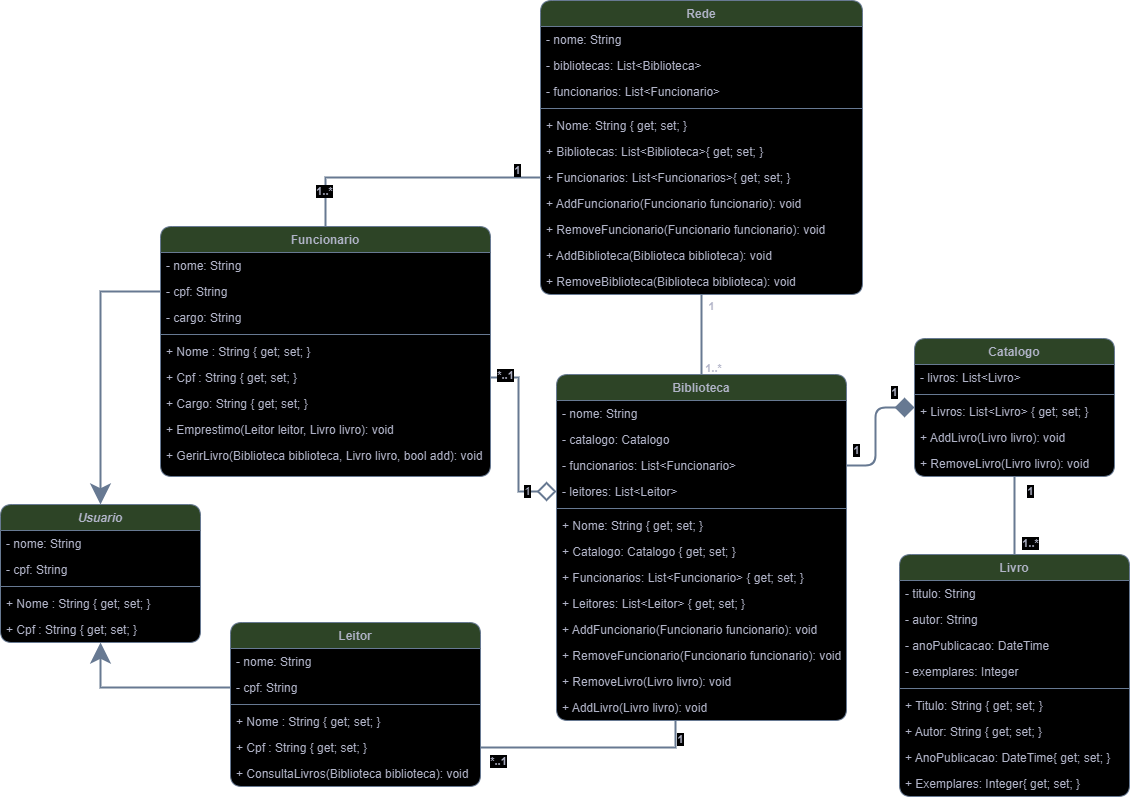 Rede
- nome: String
- bibliotecas: List<Biblioteca>
- funcionarios: List<Funcionario>
+ Nome: String { get; set; }
+ Bibliotecas: List<Biblioteca>{ get; set; }
+ Funcionarios: List<Funcionarios>{ get; set; }
+ AddFuncionario(Funcionario funcionario): void
+ RemoveFuncionario(Funcionario funcionario): void
+ AddBiblioteca(Biblioteca biblioteca): void
+ RemoveBiblioteca(Biblioteca biblioteca): void
1
1..*
1
1..*
Funcionario
- nome: String
- cpf: String
- cargo: String
+ Nome : String { get; set; }
+ Cpf : String { get; set; }
+ Cargo: String { get; set; }
+ Emprestimo(Leitor leitor, Livro livro): void
+ GerirLivro(Biblioteca biblioteca, Livro livro, bool add): void
*..1
1
Biblioteca
- nome: String
- catalogo: Catalogo
- funcionarios: List<Funcionario>
- leitores: List<Leitor>
+ Nome: String { get; set; }
+ Catalogo: Catalogo { get; set; }
+ Funcionarios: List<Funcionario> { get; set; }
+ Leitores: List<Leitor> { get; set; }
+ AddFuncionario(Funcionario funcionario): void
+ RemoveFuncionario(Funcionario funcionario): void
+ RemoveLivro(Livro livro): void
+ AddLivro(Livro livro): void
1
1
Catalogo
- livros: List<Livro>
+ Livros: List<Livro> { get; set; }
+ AddLivro(Livro livro): void
+ RemoveLivro(Livro livro): void
1
1..*
Livro
- titulo: String
- autor: String
- anoPublicacao: DateTime
- exemplares: Integer
+ Titulo: String { get; set; }
+ Autor: String { get; set; }
+ AnoPublicacao: DateTime{ get; set; }
+ Exemplares: Integer{ get; set; }
Usuario
- nome: String
- cpf: String
+ Nome : String { get; set; }
+ Cpf : String { get; set; }
Leitor
- nome: String
- cpf: String
+ Nome : String { get; set; }
+ Cpf : String { get; set; }
+ ConsultaLivros(Biblioteca biblioteca): void
1
*..1